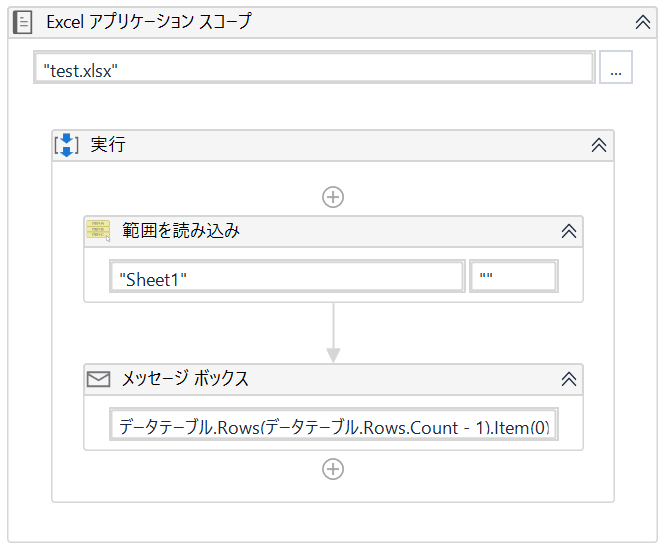 Excel アプリケーション スコープ
"test.xlsx"
...
実行
範囲を読み込み
"Sheet1"
""
メッセージ ボックス
データテーブル.Rows(データテーブル.Rows.Count - 1).Item(0)